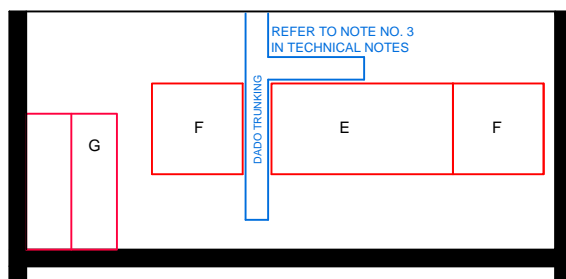 REFER TO NOTE NO. 3
IN TECHNICAL NOTES
DADO TRUNKING
F
E
F
G